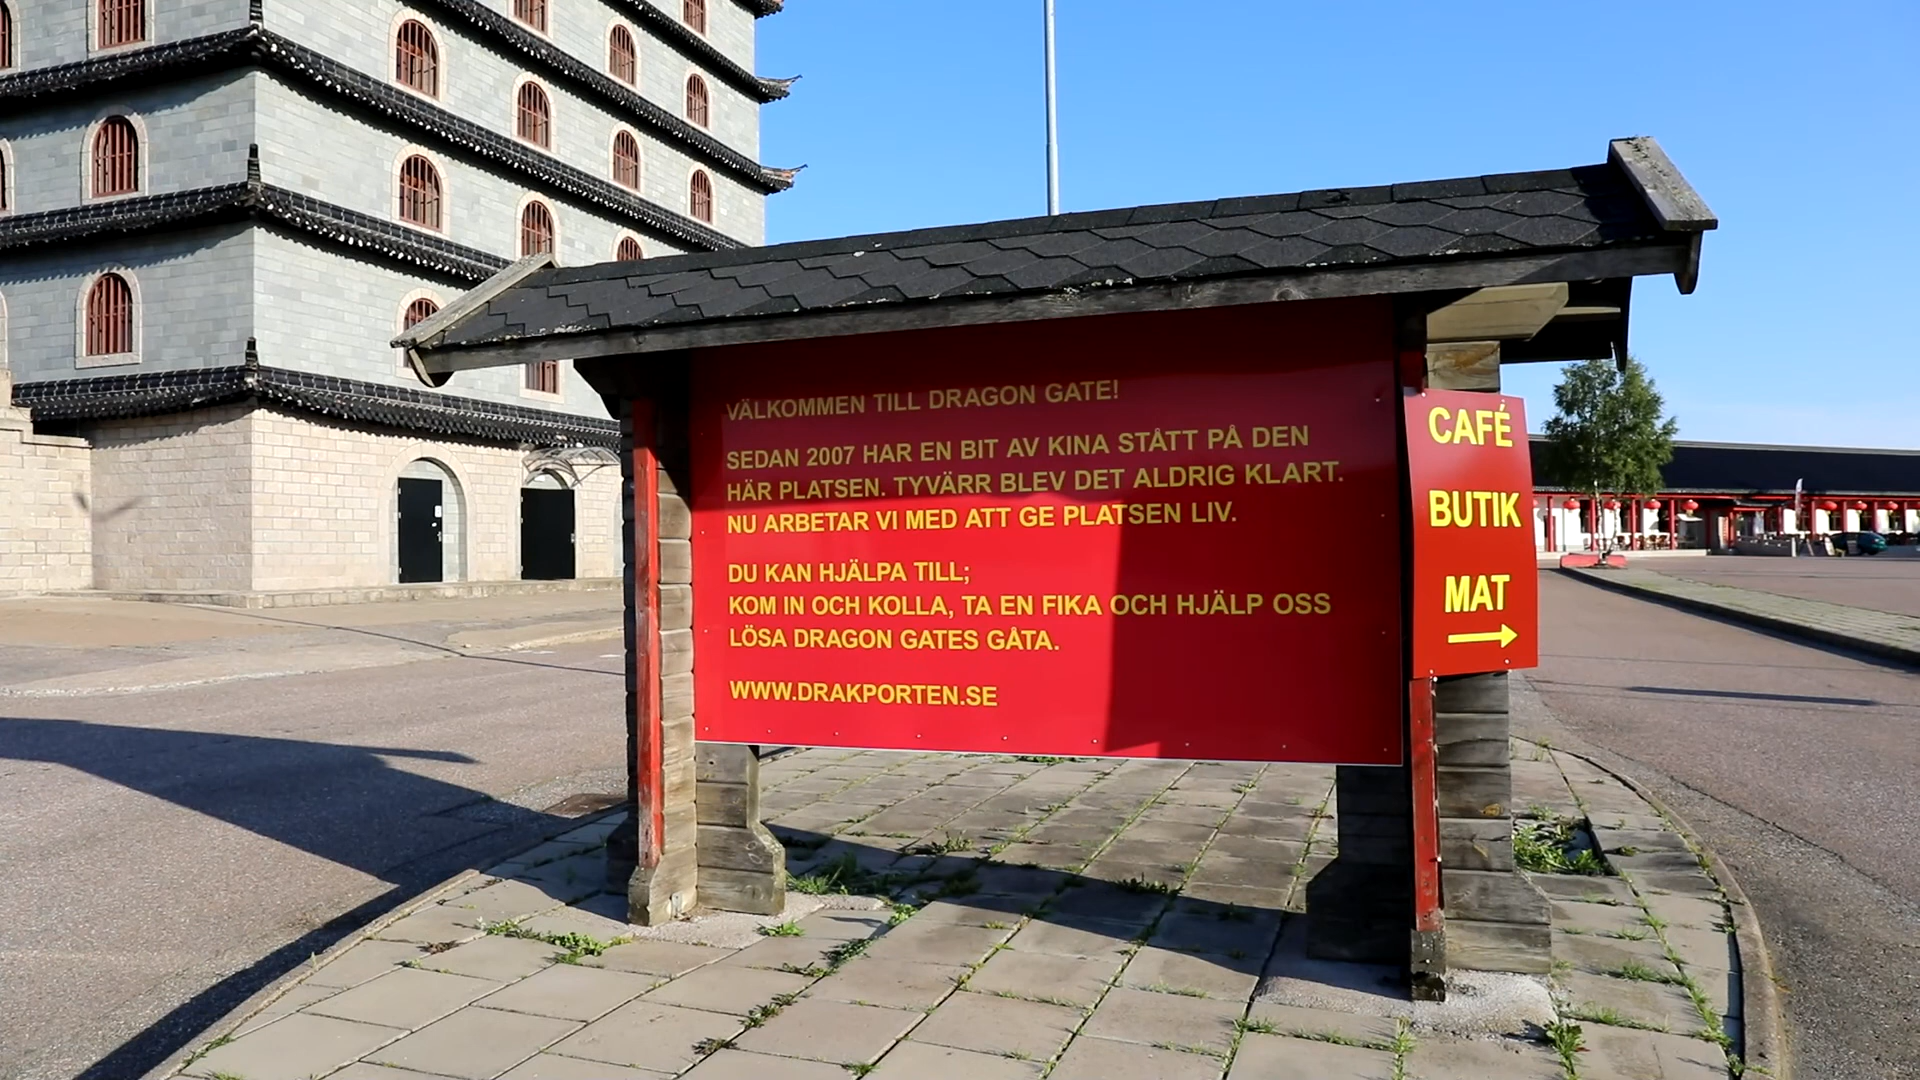 VÄLKOMMEN TILL DRAGON GATE!
SEDAN 2007 HAR EN BIT AV KINA STÅTT PÅ DEN
HÄR PLATSEN. TYVÄRR BLEV DET ALDRIG KLART.
NU ARBETAR VI MED ATT GE PLATSEN LIV.
DU KAN HJÄLPA TILL;
KOM IN OCH KOLLA, TA EN FIKA OCH HJÄLP OSS
LÖSA DRAGON GATES GÅTA.
WWW.DRAKPORTEN.SE
CAFÉ
BUTIK
MAT